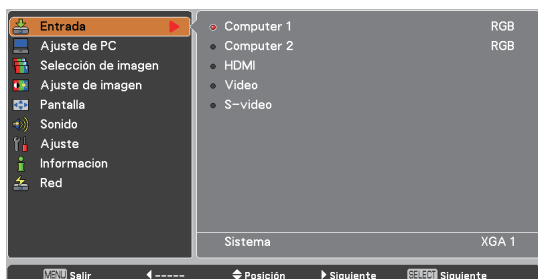 Entrada
Ajuste de PC
Selección de imagen
Ajuste de imagen
Pantalla
Sonido
Ajuste
Informacion
Red
Computer 1 RGB
Computer 2 RGB
HDMI
Video
S-video
Sistema XGA 1
MENU Salir ----- Posición Siguiente SELECT Siguiente